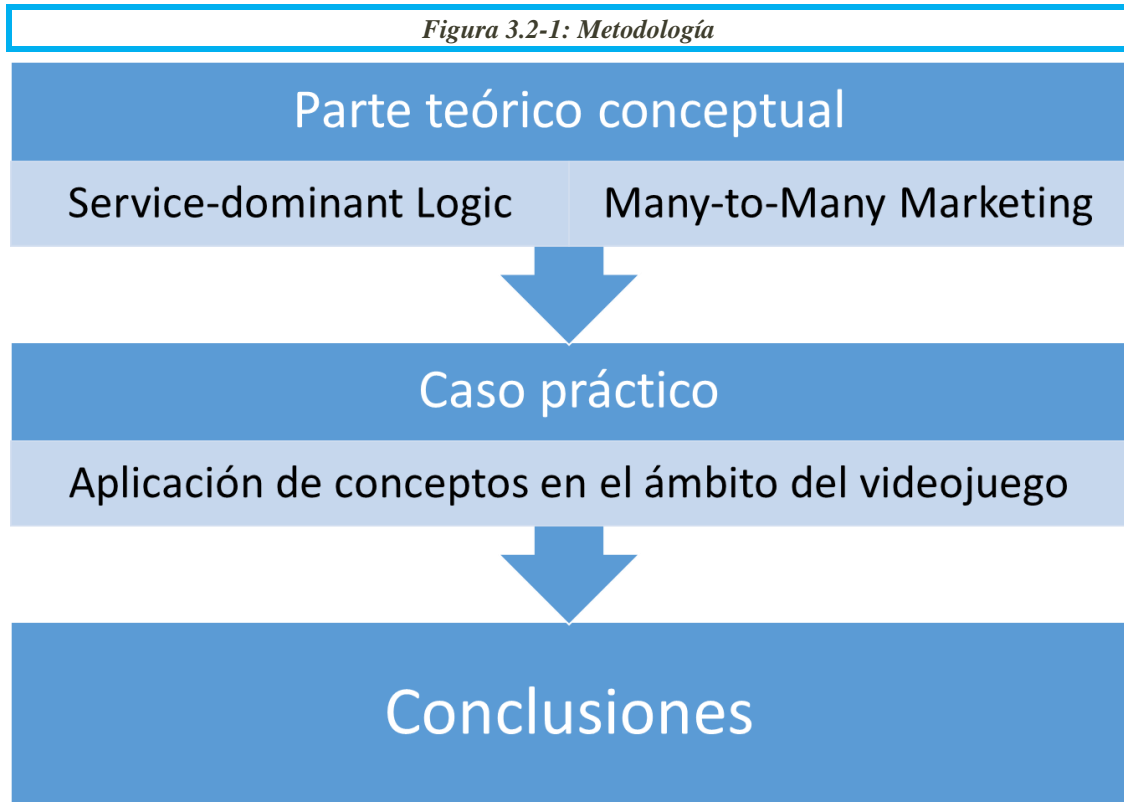 Figura 3.2-1: Metodología
Parte teórico conceptual
Service-dominant Logic
Many-to-Many Marketing
Caso práctico
Aplicación de conceptos en el ámbito del videojuego
Conclusiones